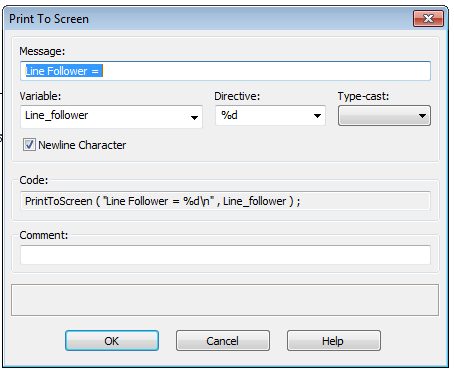 Print To Screen
Message:
Line Follower =
Variable: Directive: Type-cast:
Line_follower %d
Newline Character
Code:
PrintToScreen ( "Line Follower = %d\n" , Line_follower ) ;
Comment:
OK Cancel Help